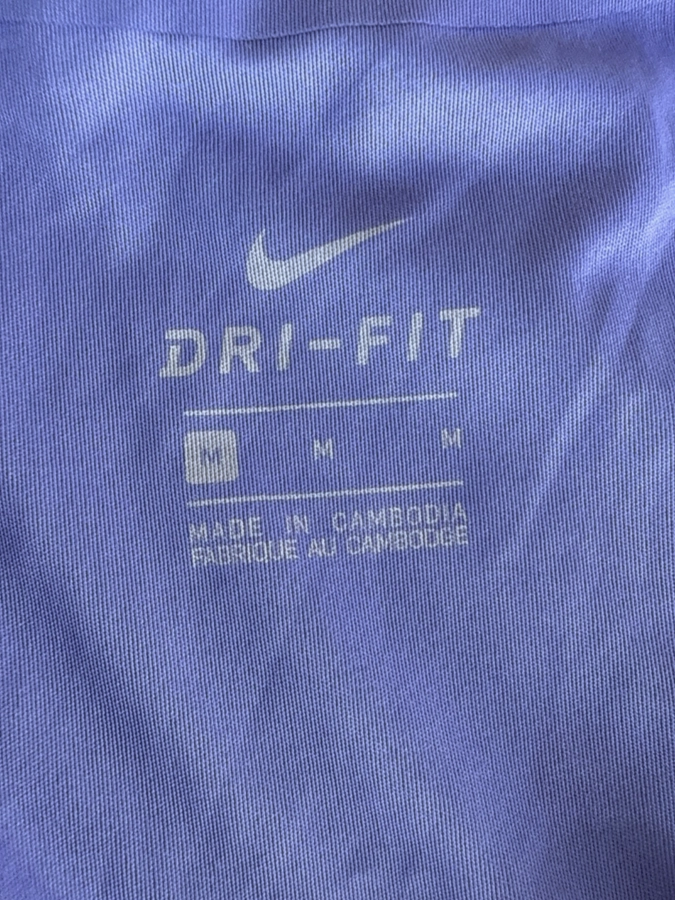 DRI-FIT
M M M
MADE IN CAMBODIA
FABRIQUE AU CAMBODGE